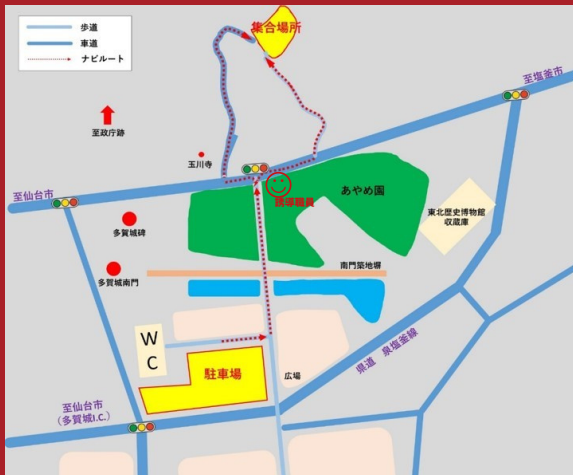 歩道
車道
ナビルート
集合場所
至塩釜市
至政庁跡
玉川寺
至仙台市
誘導職員
あやめ園
東北歴史博物館
収蔵庫
多賀城碑
多賀城南門
南門築地塀
W
C
駐車場
広場
県道 泉塩釜線
至仙台市
(多賀城I.C.)